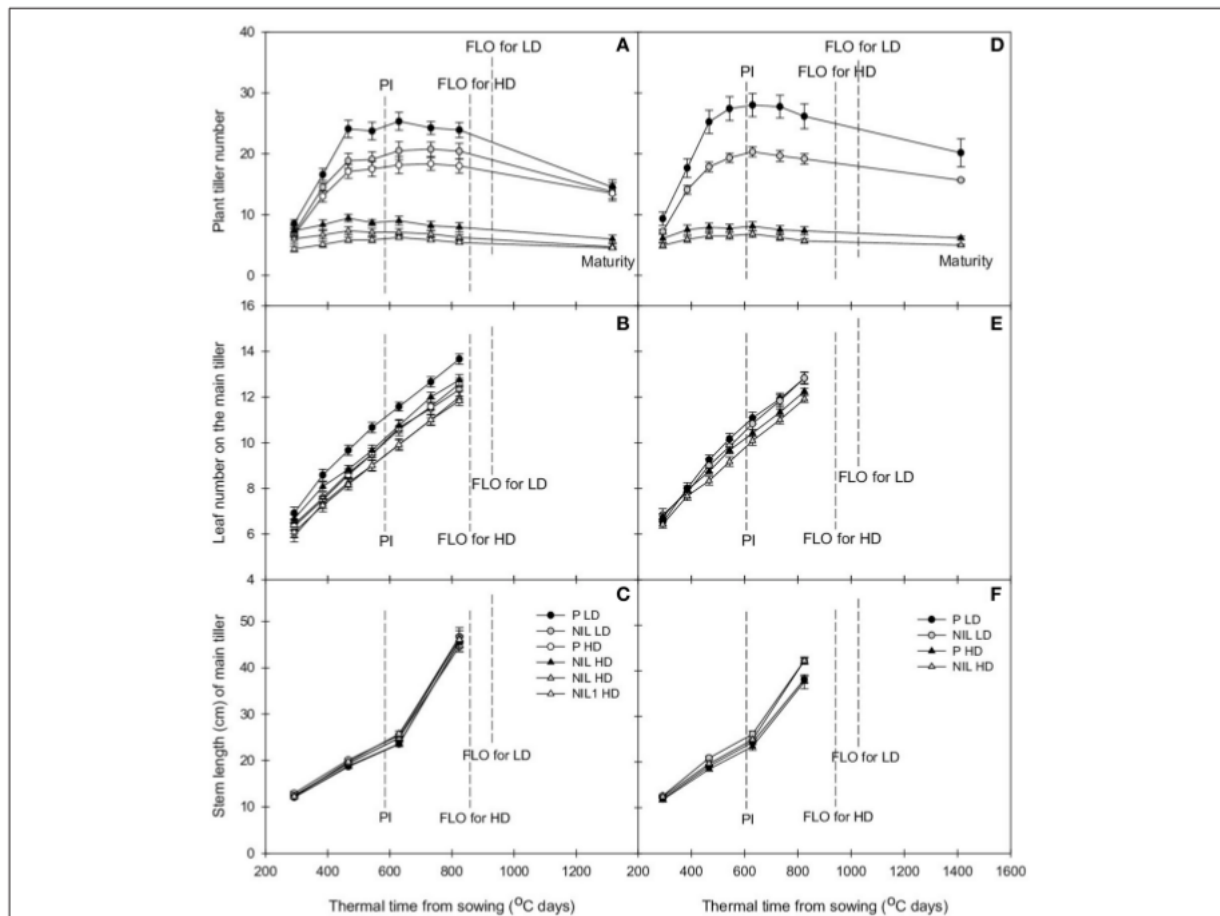 40
30
20
10
0
Plant tiller number
A
FLO for LD
PI
FLO for HD
Maturity
D
FLO for LD
PI
FLO for HD
Maturity
16
14
12
10
8
6
4
Leaf number on the main tiller
B
FLO for LD
PI
FLO for HD
E
FLO for LD
PI
FLO for HD
50
40
30
20
10
0
Stem length (cm) of main tiller
C
P LD
NIL LD
P HD
NIL HD
NIL HD
NIL1 HD
FLO for LD
PI
FLO for HD
F
P LD
NIL LD
P HD
NIL HD
FLO for LD
PI
FLO for HD
200 400 600 800 1000 1200 1400 200 400 600 800 1000 1200 1400 1600
Thermal time from sowing (°C days) Thermal time from sowing (°C days)